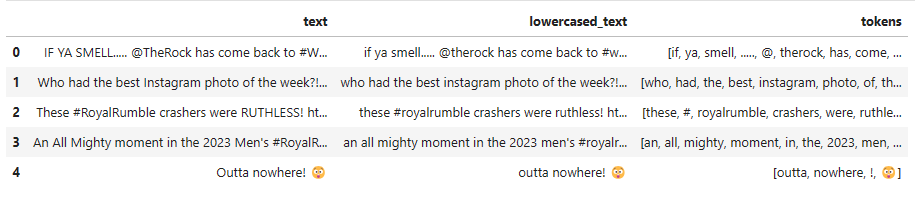 text lowercased_text tokens
0 IF YA SMELL..... @TheRock has come back to #W... if ya smell..... @therock has come back to #w... [if, ya, smell, ....., @, therock, has, come, ...
1 Who had the best Instagram photo of the week?!... who had the best instagram photo of the week?!... [who, had, the, best, instagram, photo, of, th...
2 These #RoyalRumble crashers were RUTHLESS! ht... these #royalrumble crashers were ruthless! ht... [these, #, royalrumble, crashers, were, ruthle...
3 An All Mighty moment in the 2023 Men's #RoyalR... an all mighty moment in the 2023 men's #royalr... [an, all, mighty, moment, in, the, 2023, men, ...
4 Outta nowhere! 😳 outta nowhere! 😳 [outta, nowhere, !, 😳]